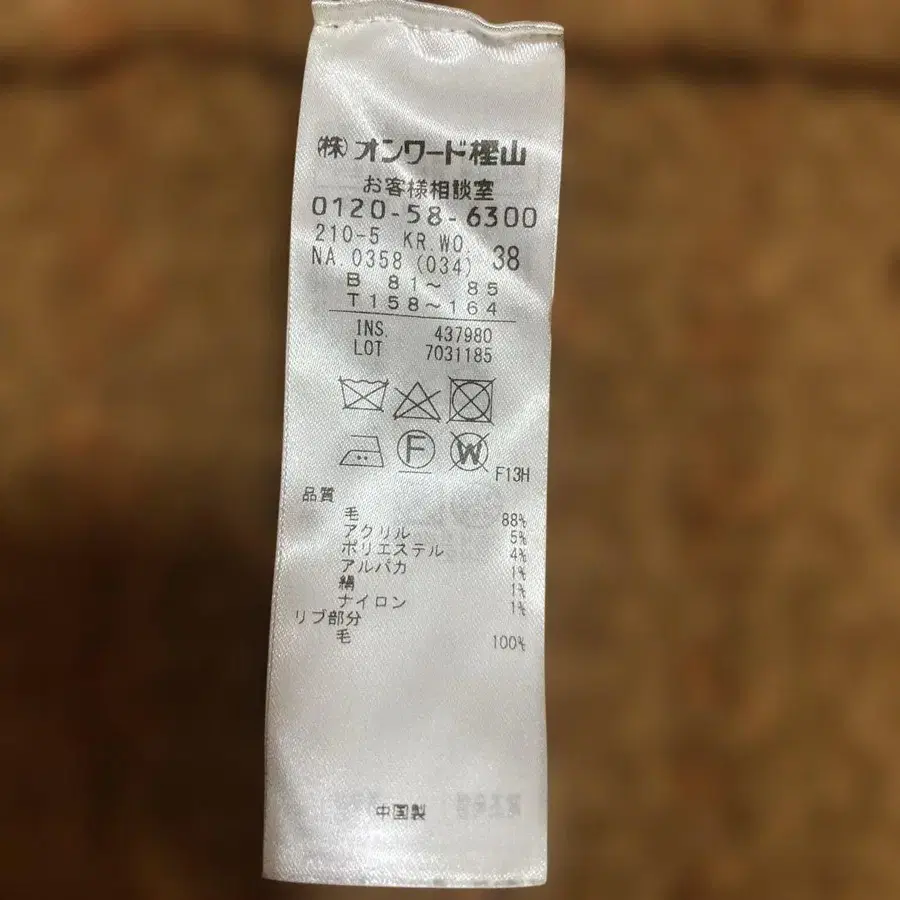 (株)オンワード樫山
お客様相談室
0120-58-6300
210-5 KR.WO. 38
NA.0358 (034)
B 81～ 85
T158～164
INS. 437980
LOT 7031185
F W F13H
品質
毛 88%
アクリル 5%
ポリエステル 4%
アルパカ 1%
絹 1%
ナイロン 1%
リブ部分
毛 100%
中国製